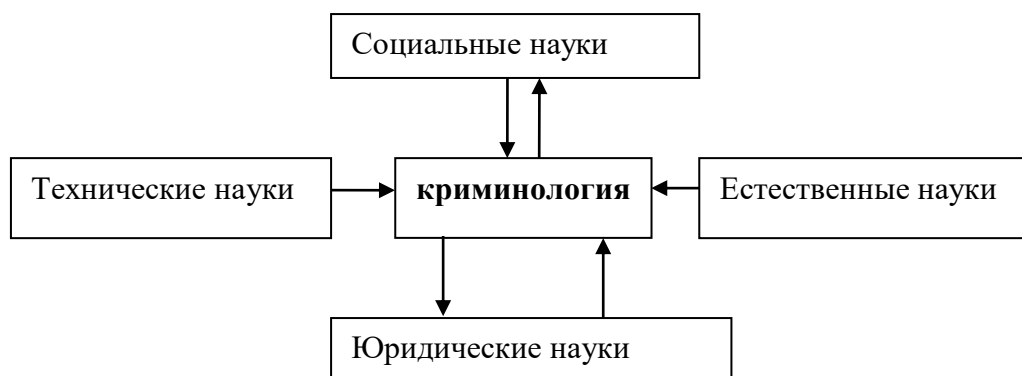 Социальные науки
Технические науки
криминология
Естественные науки
Юридические науки